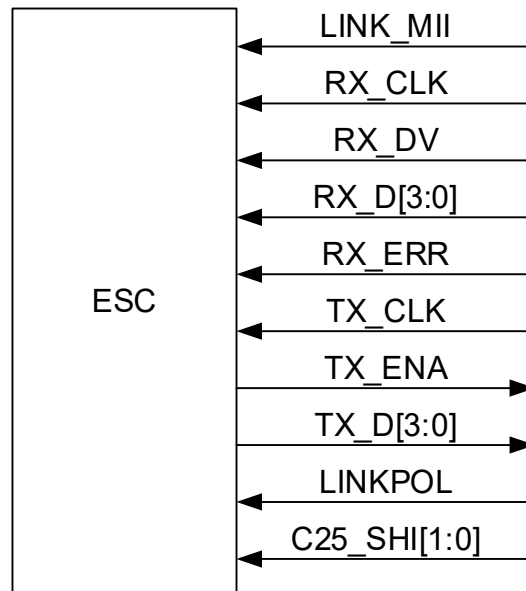 LINK_MII
RX_CLK
RX_DV
RX_D[3:0]
RX_ERR
ESC
TX_CLK
TX_ENA
TX_D[3:0]
LINKPOL
C25_SHI[1:0]